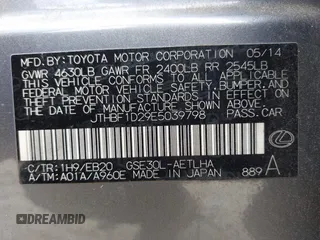 MFD.BY:TOYOTA MOTOR CORPORATION 05/14
GVWR 4630LB GAWR FR 2400LB RR 2545LB
THIS VEHICLE CONFORMS TO ALL APPLICABLE
FEDERAL MOTOR VEHICLE SAFETY, BUMPER, AND
THEFT PREVENTION STANDARDS IN EFFECT ON
THE DATE OF MANUFACTURE SHOWN ABOVE.
JTHBF1D29E5039798 PASS.CAR
C/TR:1H9/EB20 GSE30L-AETLHA
A/TM:A01A/A960E MADE IN JAPAN 889 A
DREAMBID